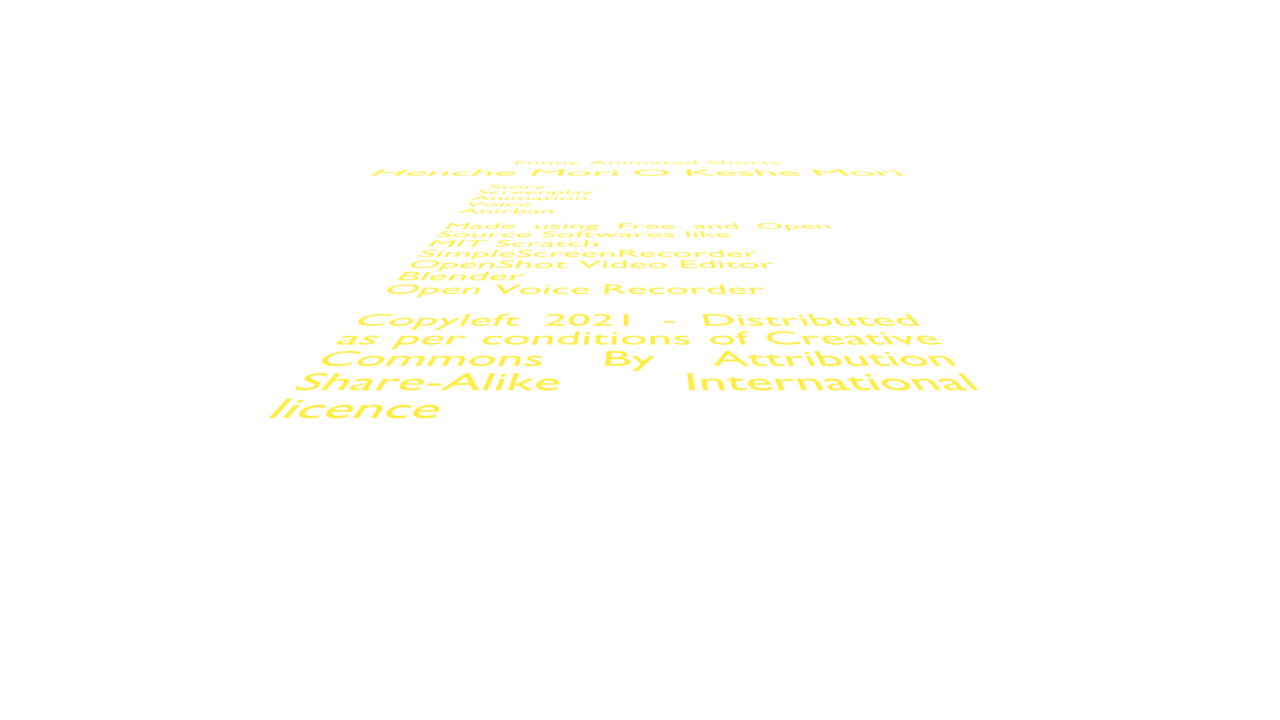 Funny Animated Shorts
Henche Mori O Keshe Mori
Story
Screenplay
Animation
Voice
Anirban
Made using Free and Open
Source Softwares like
MIT Scratch
SimpleScreenRecorder
OpenShot Video Editor
Blender
Open Voice Recorder
Copyleft 2021 - Distributed
as per conditions of Creative
Commons By Attribution
Share-Alike International
licence